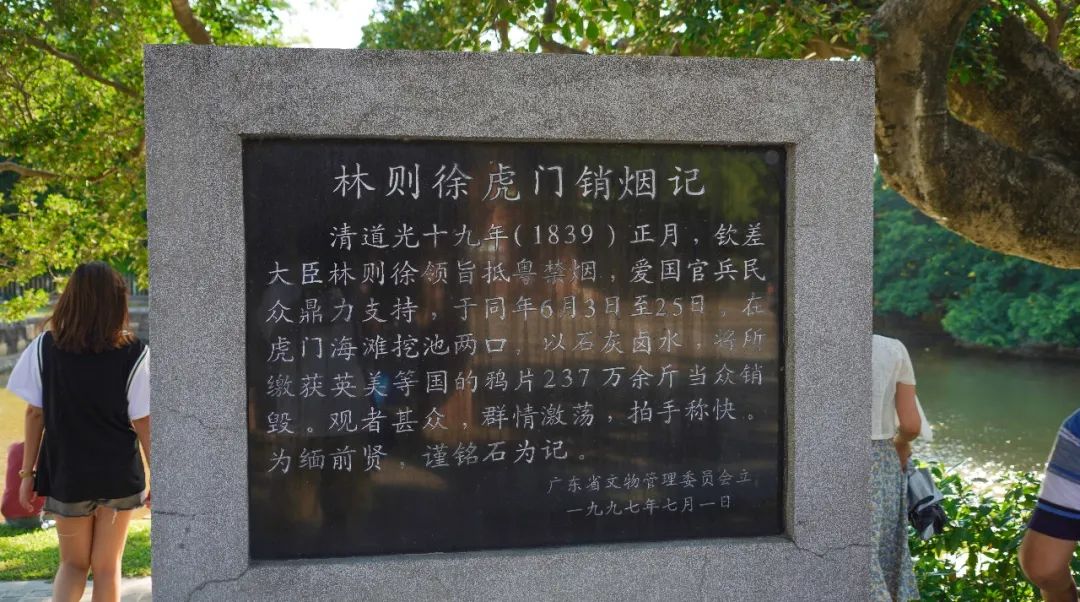 林则徐虎门销烟记
清道光十九年(1839)正月，钦差
大臣林则徐领旨抵粤禁烟，爱国官兵民
众鼎力支持，于同年6月3日至25日，在
虎门海滩挖池两口，以石灰卤水，将所
缴获英美等国的鸦片237万余斤当众销
毁。观者甚众，群情激荡，拍手称快。
为缅前贤，谨铭石为记。
广东省文物管理委员会立
一九九七年七月一日